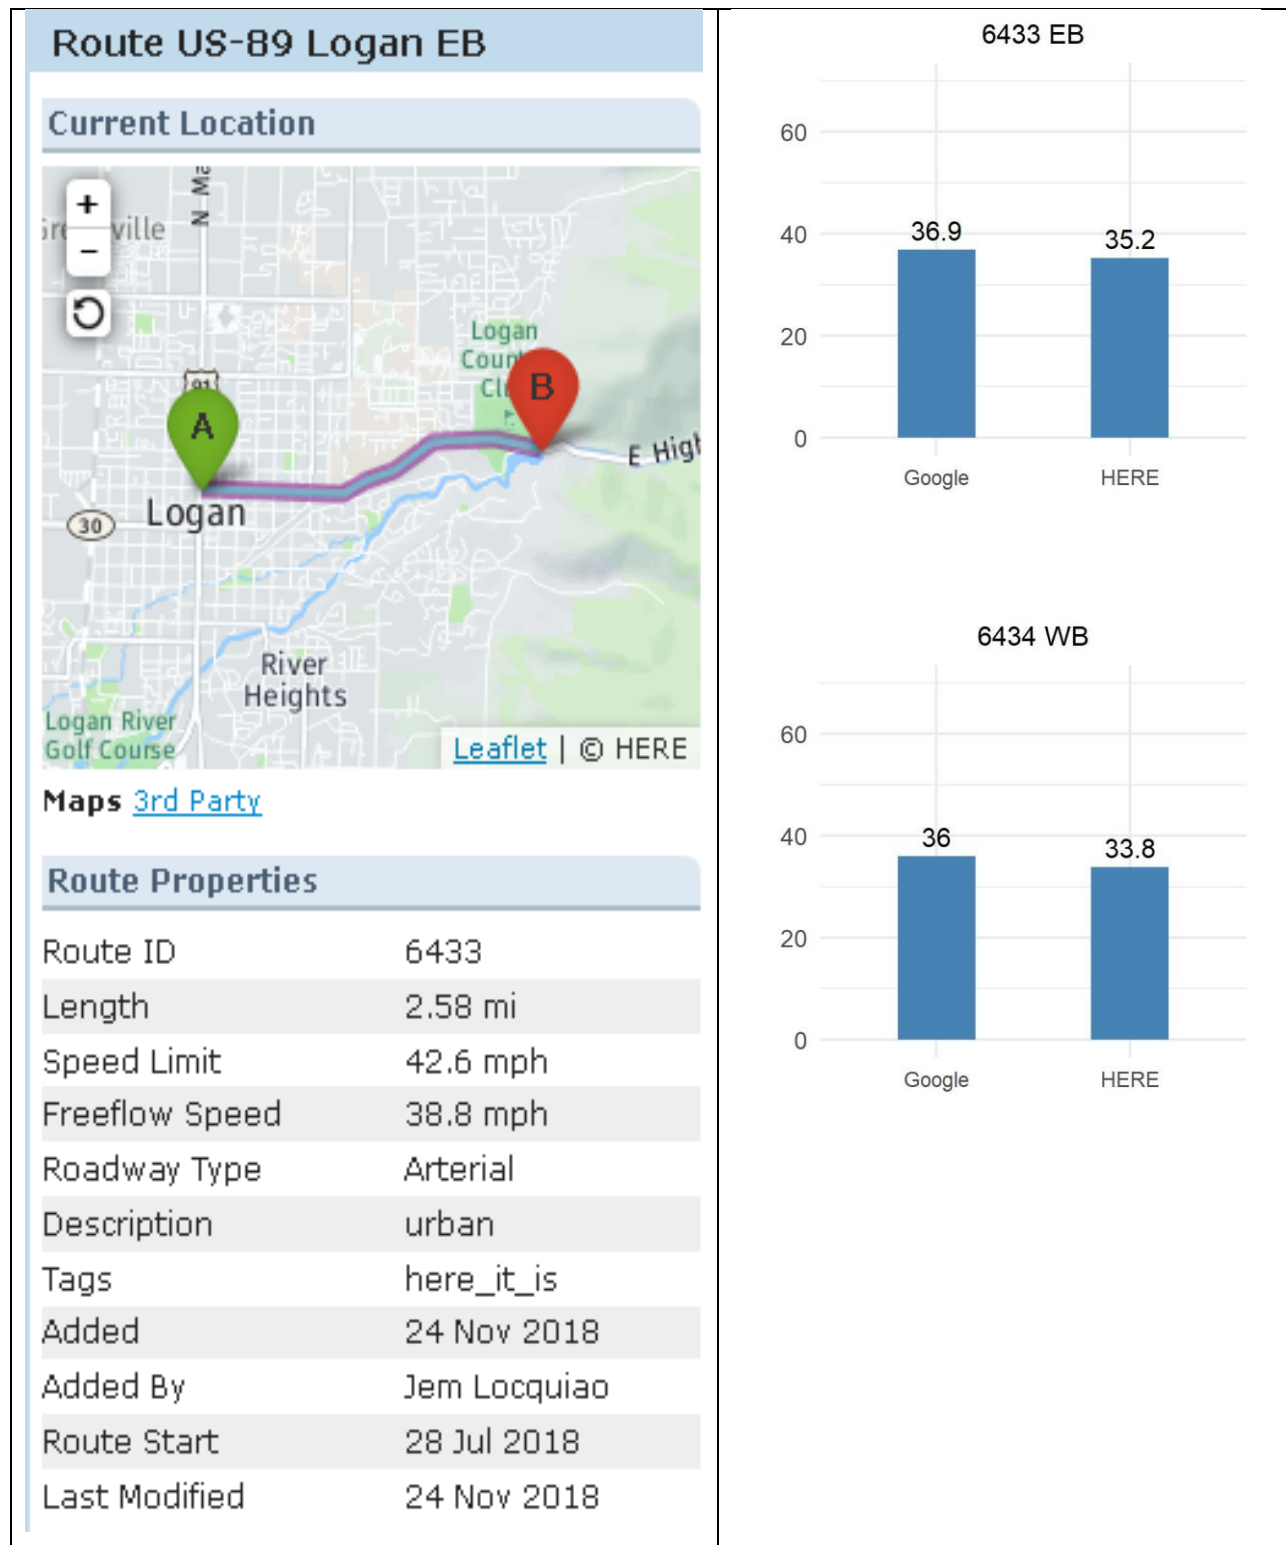 Route US-89 Logan EB
Current Location
N Ma
+
ville
−
Logan
91
B
A
E High
Logan
30
River
Heights
Logan River
Golf Course
Leaflet | © HERE
Maps 3rd Party
Route Properties
Route ID 6433
Length 2.58 mi
Speed Limit 42.6 mph
Freeflow Speed 38.8 mph
Roadway Type Arterial
Description urban
Tags here_it_is
Added 24 Nov 2018
Added By Jem Locquiao
Route Start 28 Jul 2018
Last Modified 24 Nov 2018
6433 EB
60
40
20
0
36.9
35.2
Google
HERE
6434 WB
60
40
20
0
36
33.8
Google
HERE